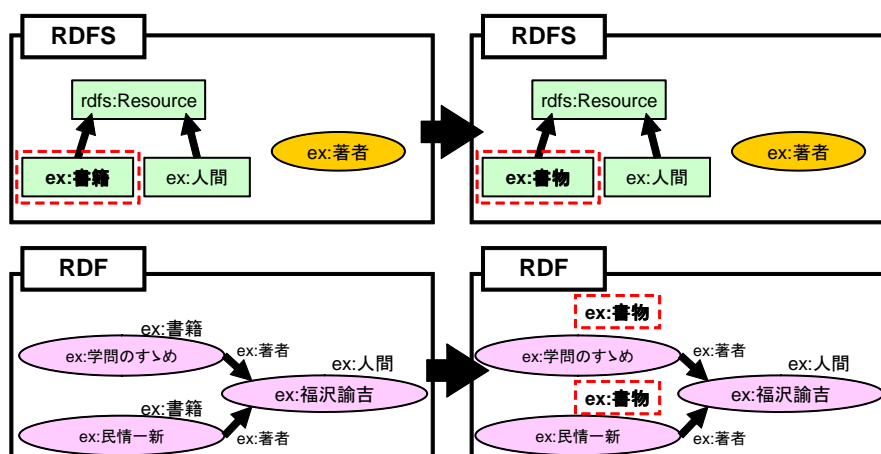 RDFS
rdfs:Resource
ex:書籍
ex:人間
ex:著者
RDFS
rdfs:Resource
ex:書物
ex:人間
ex:著者
RDF
ex:書籍
ex:学問のすゝめ
ex:著者
ex:人間
ex:福沢諭吉
ex:書籍
ex:民情一新
ex:著者
RDF
ex:書物
ex:学問のすゝめ
ex:著者
ex:人間
ex:福沢諭吉
ex:書物
ex:民情一新
ex:著者